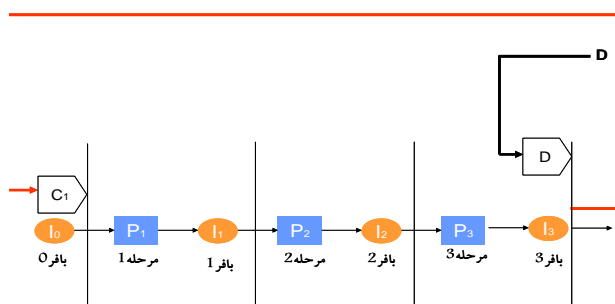 D
D
C1
I0 P1 I1 P2 I2 P3 I3
بافر0 مرحله1 بافر1 مرحله2 بافر2 مرحله3 بافر3